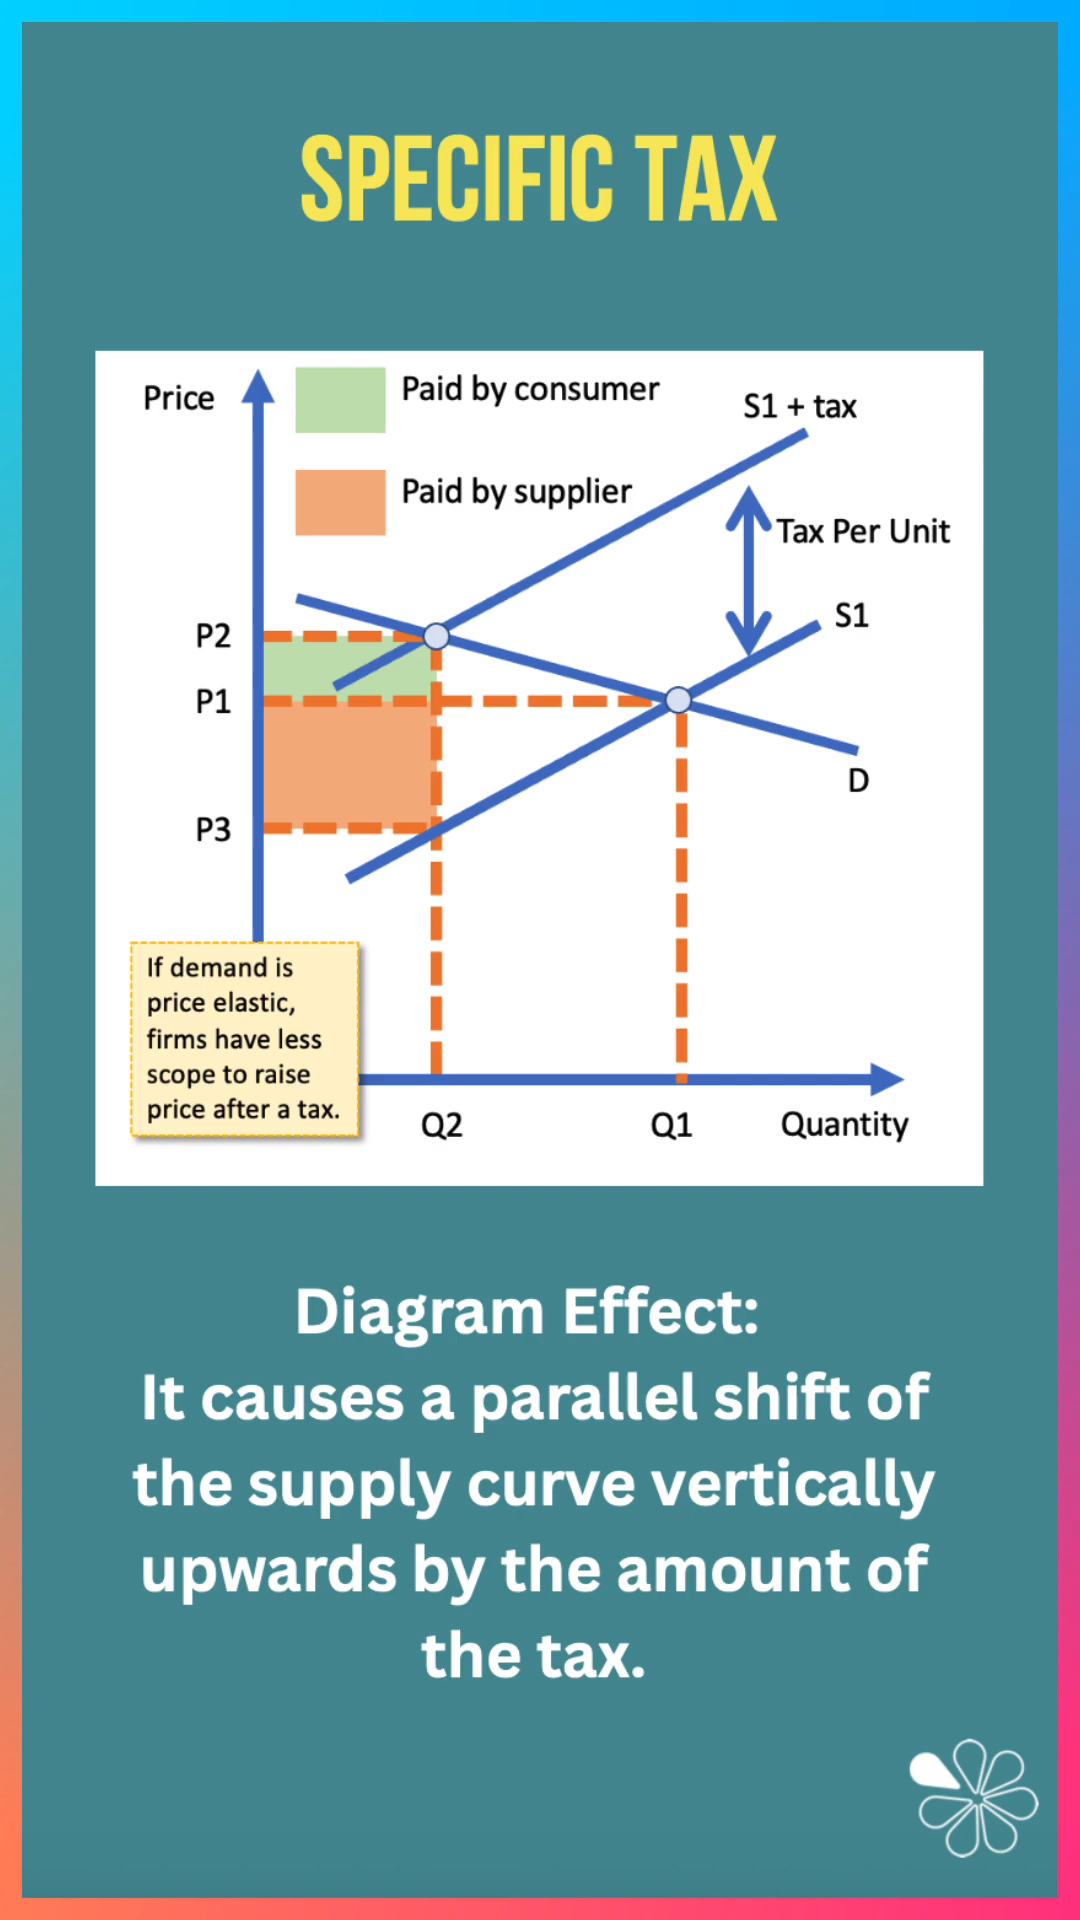 SPECIFIC TAX
Price
Paid by consumer
S1 + tax
Paid by supplier
Tax Per Unit
S1
P2
P1
D
P3
If demand is
price elastic,
firms have less
scope to raise
price after a tax.
Q2
Q1
Quantity
Diagram Effect:
It causes a parallel shift of
the supply curve vertically
upwards by the amount of
the tax.